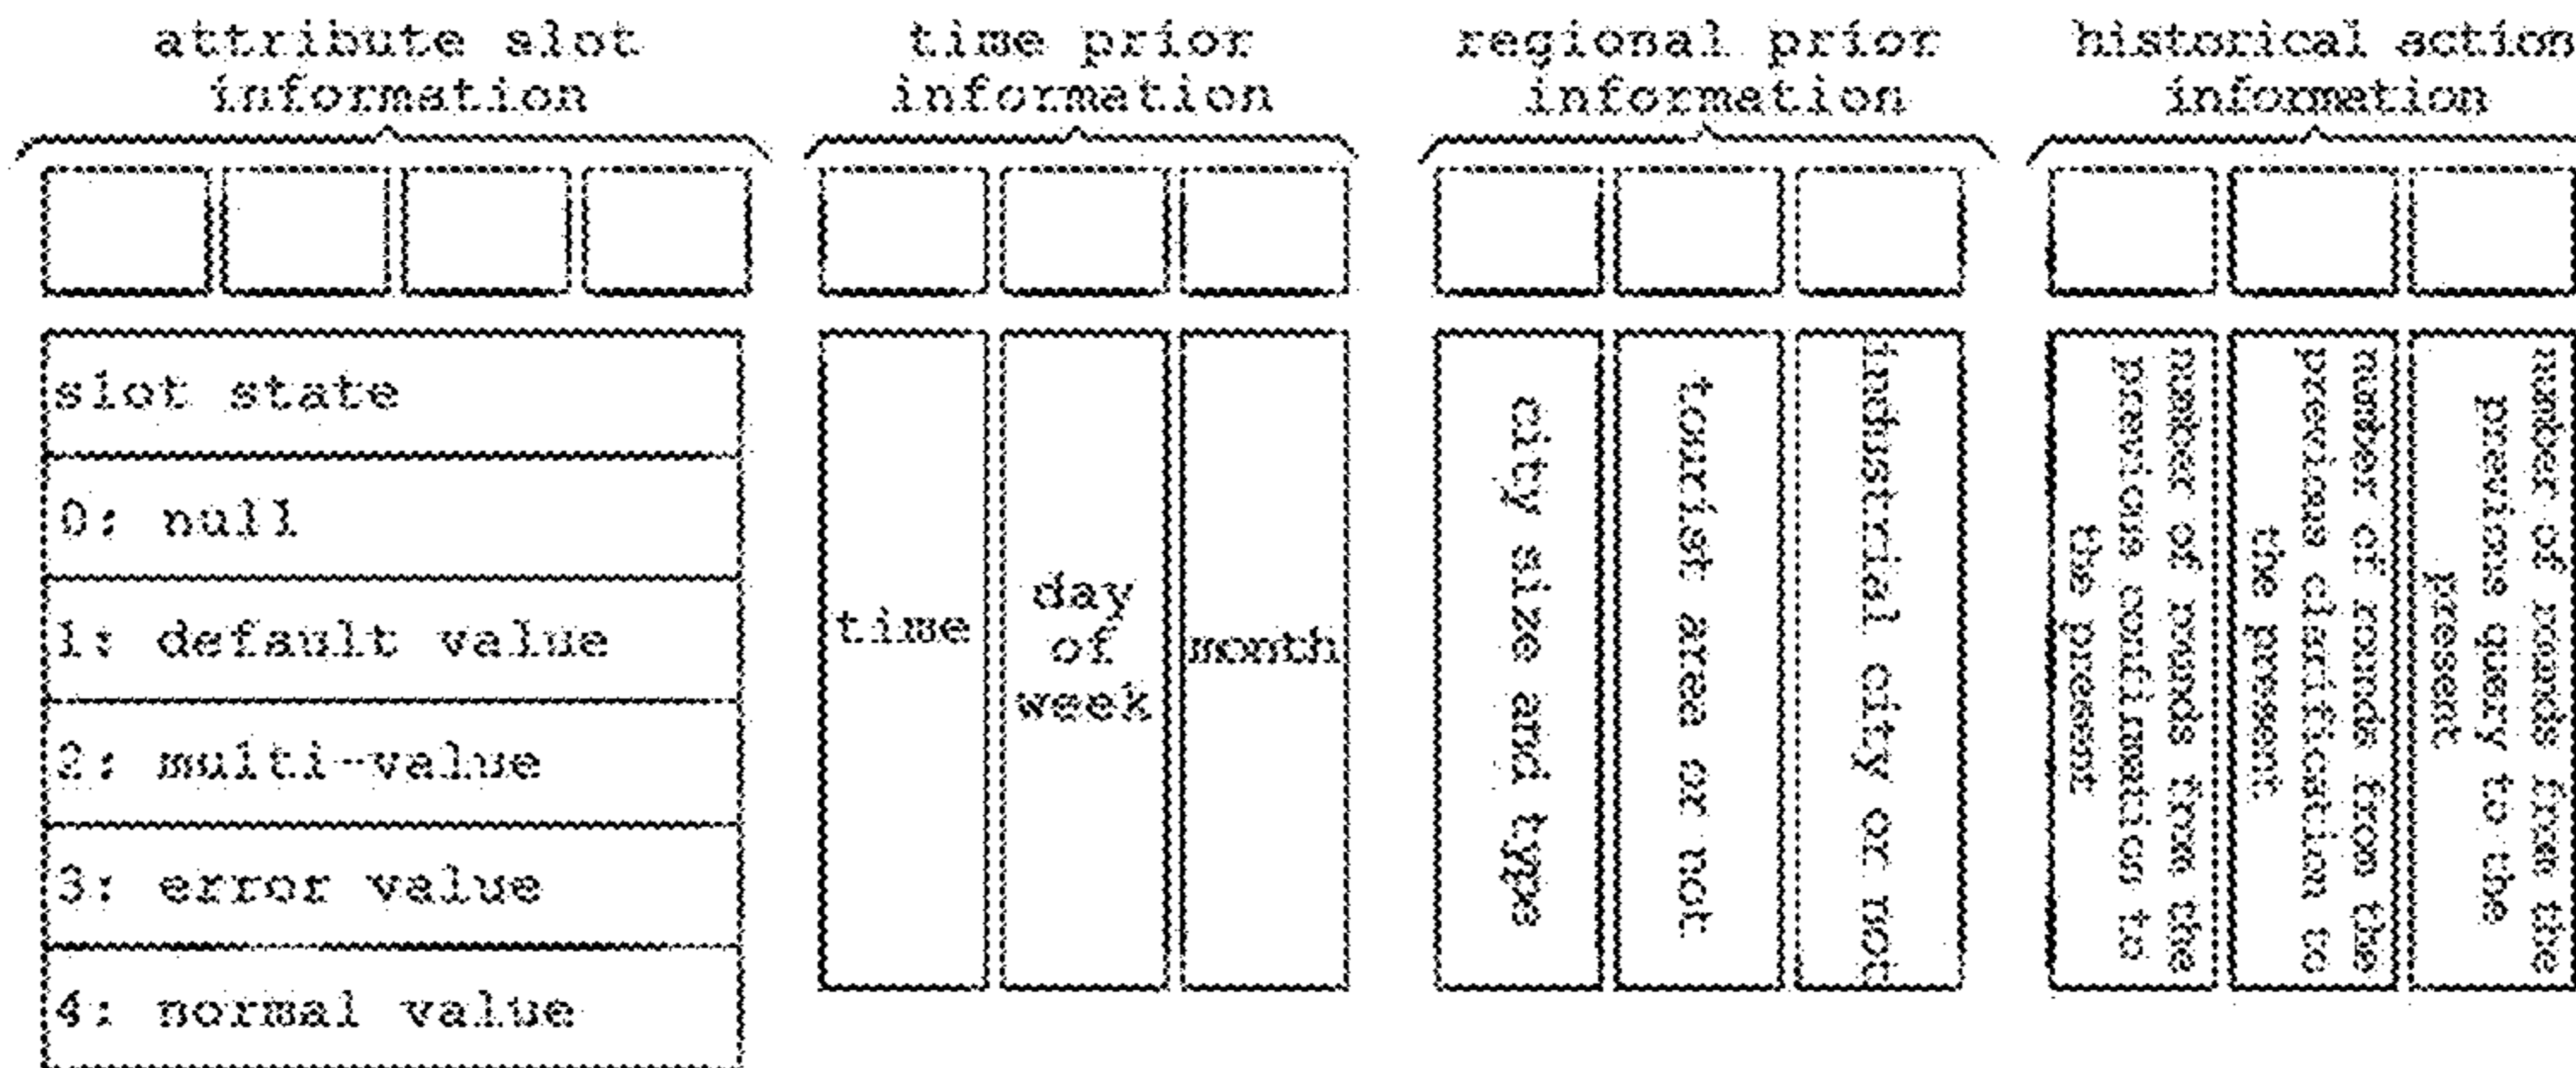 attribute slot
information
time prior
information
regional prior
information
historical action
information
slot state
0: null
1: default value
2: multi-value
3: error value
4: normal value
time
day
of
week
month
city size and type
tourist area or not
industrial city or not
number of rounds from the
previous confirmation to
the present
number of rounds from the
previous clarification to
the present
number of rounds from the
previous query to the
present